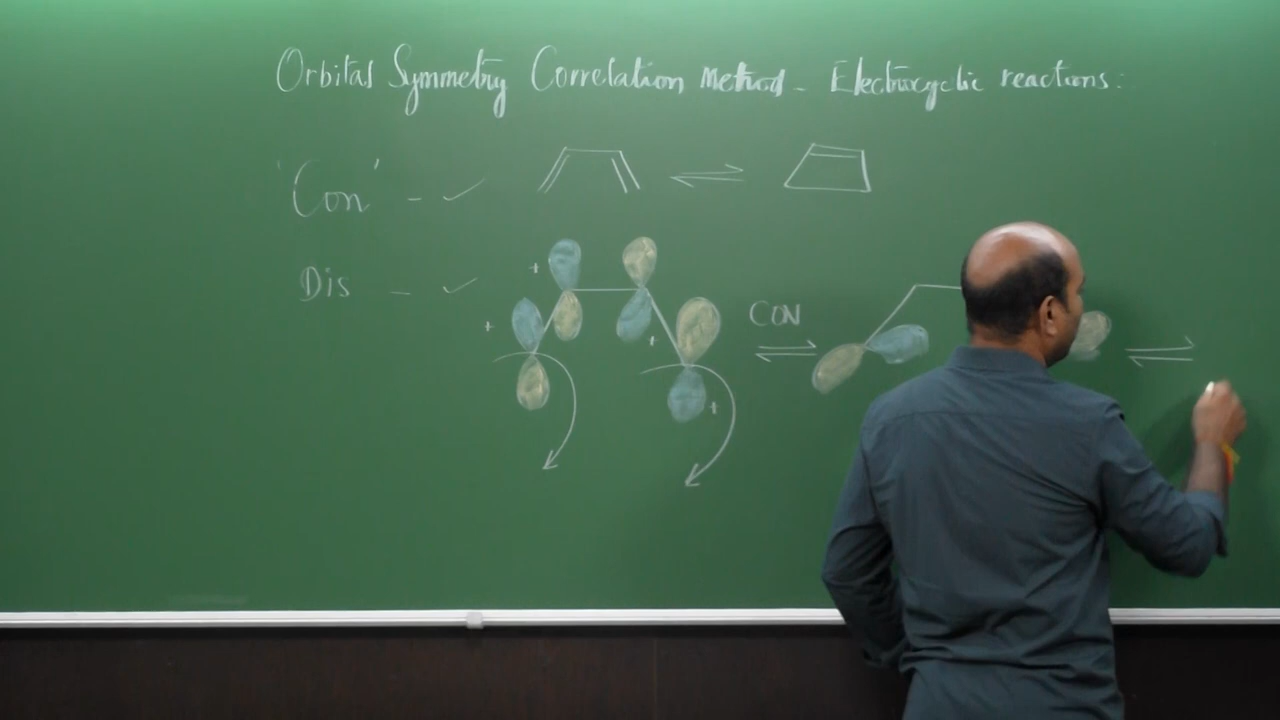 Orbital Symmetry Correlation Method - Electrocyclic reactions:
'Con' - ✓
Dis - ✓
+
+
+
+
CON